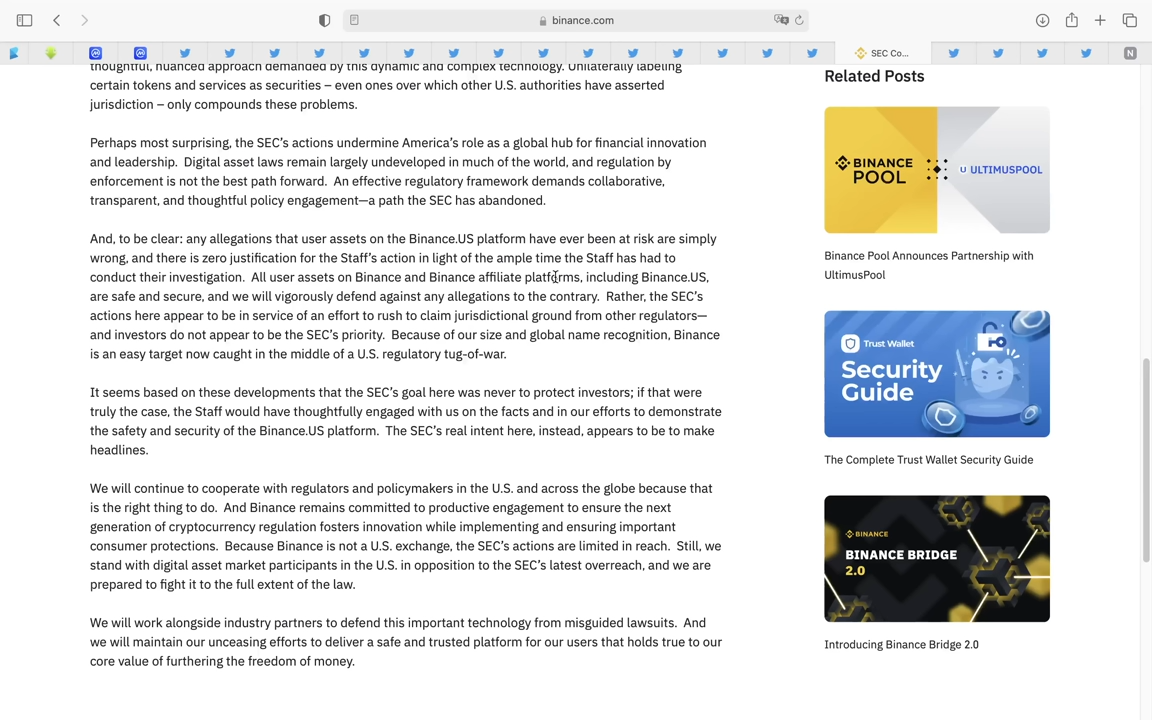 binance.com
SEC Co...
N
thoughtful, nuanced approach demanded by this dynamic and complex technology. Unilaterally labeling
certain tokens and services as securities – even ones over which other U.S. authorities have asserted
jurisdiction – only compounds these problems.
Perhaps most surprising, the SEC's actions undermine America's role as a global hub for financial innovation
and leadership.  Digital asset laws remain largely undeveloped in much of the world, and regulation by
enforcement is not the best path forward.  An effective regulatory framework demands collaborative,
transparent, and thoughtful policy engagement—a path the SEC has abandoned.
And, to be clear: any allegations that user assets on the Binance.US platform have ever been at risk are simply
wrong, and there is zero justification for the Staff's action in light of the ample time the Staff has had to
conduct their investigation.  All user assets on Binance and Binance affiliate platforms, including Binance.US,
are safe and secure, and we will vigorously defend against any allegations to the contrary.  Rather, the SEC's
actions here appear to be in service of an effort to rush to claim jurisdictional ground from other regulators—
and investors do not appear to be the SEC's priority.  Because of our size and global name recognition, Binance
is an easy target now caught in the middle of a U.S. regulatory tug-of-war.
It seems based on these developments that the SEC's goal here was never to protect investors; if that were
truly the case, the Staff would have thoughtfully engaged with us on the facts and in our efforts to demonstrate
the safety and security of the Binance.US platform.  The SEC's real intent here, instead, appears to be to make
headlines.
We will continue to cooperate with regulators and policymakers in the U.S. and across the globe because that
is the right thing to do.  And Binance remains committed to productive engagement to ensure the next
generation of cryptocurrency regulation fosters innovation while implementing and ensuring important
consumer protections.  Because Binance is not a U.S. exchange, the SEC's actions are limited in reach.  Still, we
stand with digital asset market participants in the U.S. in opposition to the SEC's latest overreach, and we are
prepared to fight it to the full extent of the law.
We will work alongside industry partners to defend this important technology from misguided lawsuits.  And
we will maintain our unceasing efforts to deliver a safe and trusted platform for our users that holds true to our
core value of furthering the freedom of money.
Related Posts
BINANCE
POOL
U ULTIMUSPOOL
Binance Pool Announces Partnership with
UltimusPool
Trust Wallet
Security
Guide
The Complete Trust Wallet Security Guide
BINANCE
BINANCE BRIDGE
2.0
Introducing Binance Bridge 2.0